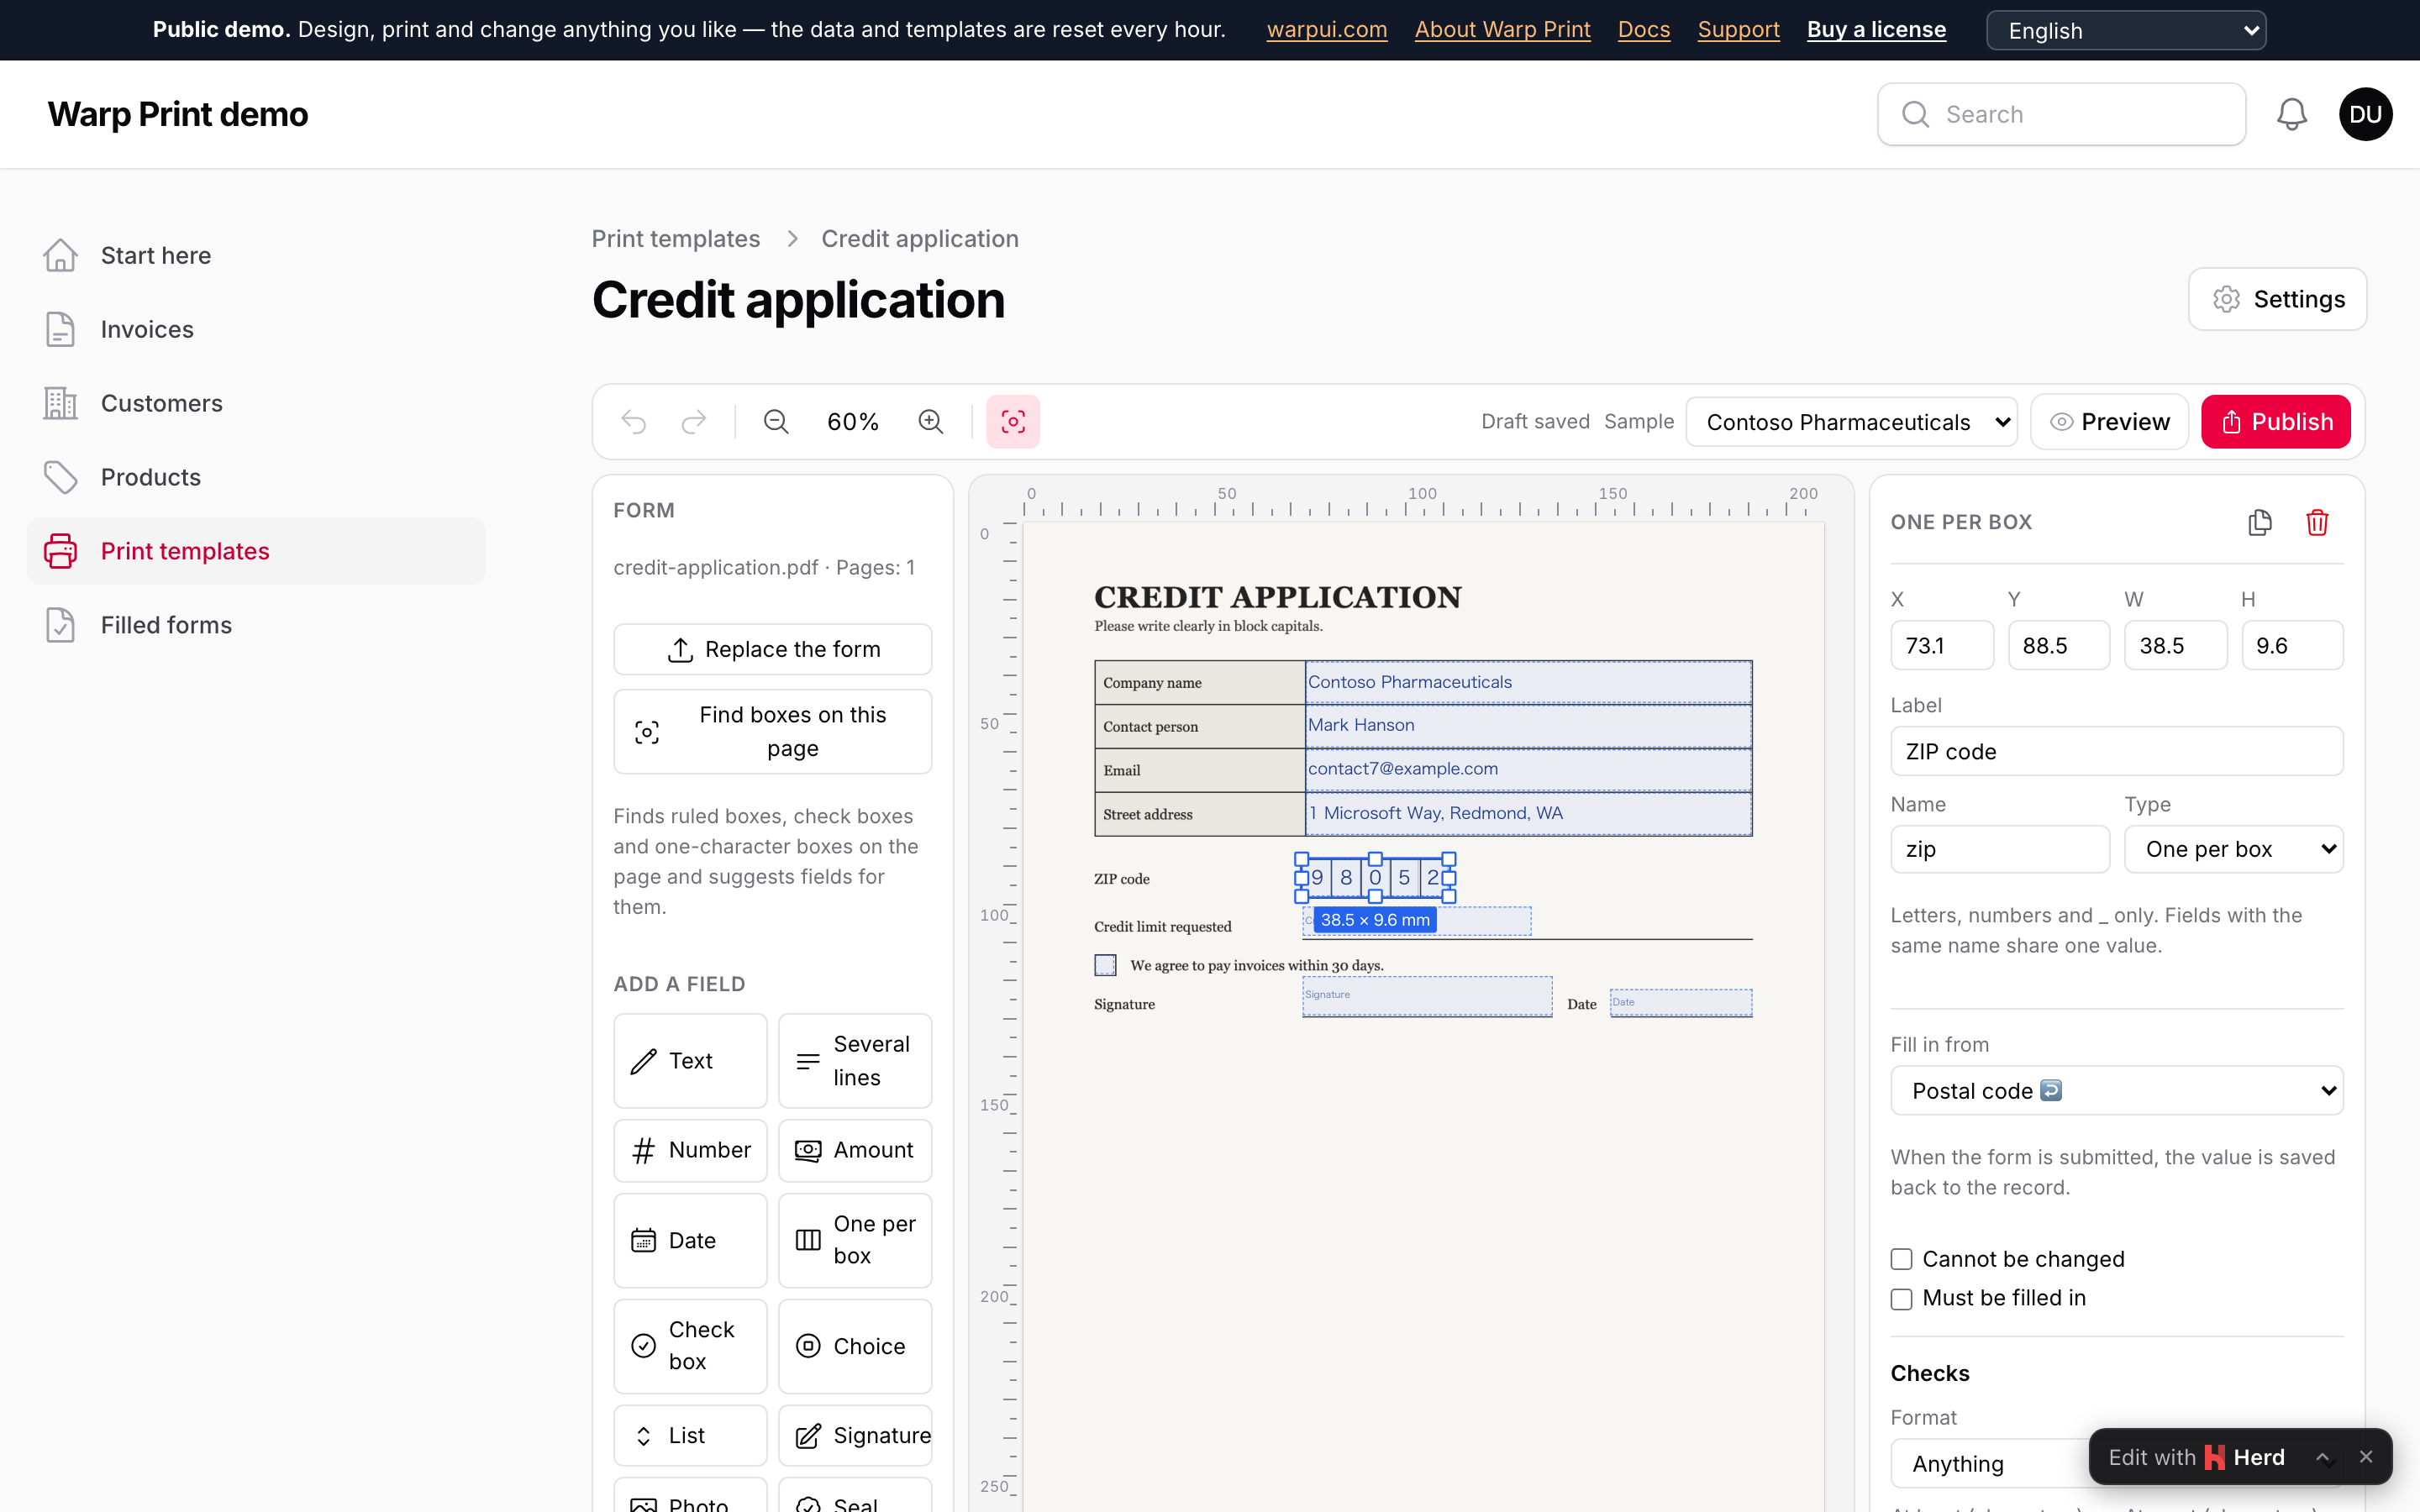 Public demo. Design, print and change anything you like — the data and templates are reset every hour. warpui.com About Warp Print Docs Support Buy a license English
Warp Print demo
Search
DU
Start here
Invoices
Customers
Products
Print templates
Filled forms
Print templates Credit application
Credit application
Settings
60%
Draft saved Sample Contoso Pharmaceuticals Preview Publish
FORM
credit-application.pdf · Pages: 1
Replace the form
Find boxes on this
page
Finds ruled boxes, check boxes
and one-character boxes on the
page and suggests fields for
them.
ADD A FIELD
Text
Several
lines
Number
Amount
Date
One per
box
Check
box
Choice
List
Signature
Photo
Seal
0 50 100 150 200
0
50
100
150
200
250
CREDIT APPLICATION
Please write clearly in block capitals.
Company name Contoso Pharmaceuticals
Contact person Mark Hanson
Email contact7@example.com
Street address 1 Microsoft Way, Redmond, WA
ZIP code 9 8 0 5 2
38.5 × 9.6 mm
Credit limit requested
We agree to pay invoices within 30 days.
Signature Signature Date Date
ONE PER BOX
X Y W H
73.1 88.5 38.5 9.6
Label
ZIP code
Name Type
zip One per box
Letters, numbers and _ only. Fields with the
same name share one value.
Fill in from
Postal code
When the form is submitted, the value is saved
back to the record.
Cannot be changed
Must be filled in
Checks
Format
Anything
Edit with Herd